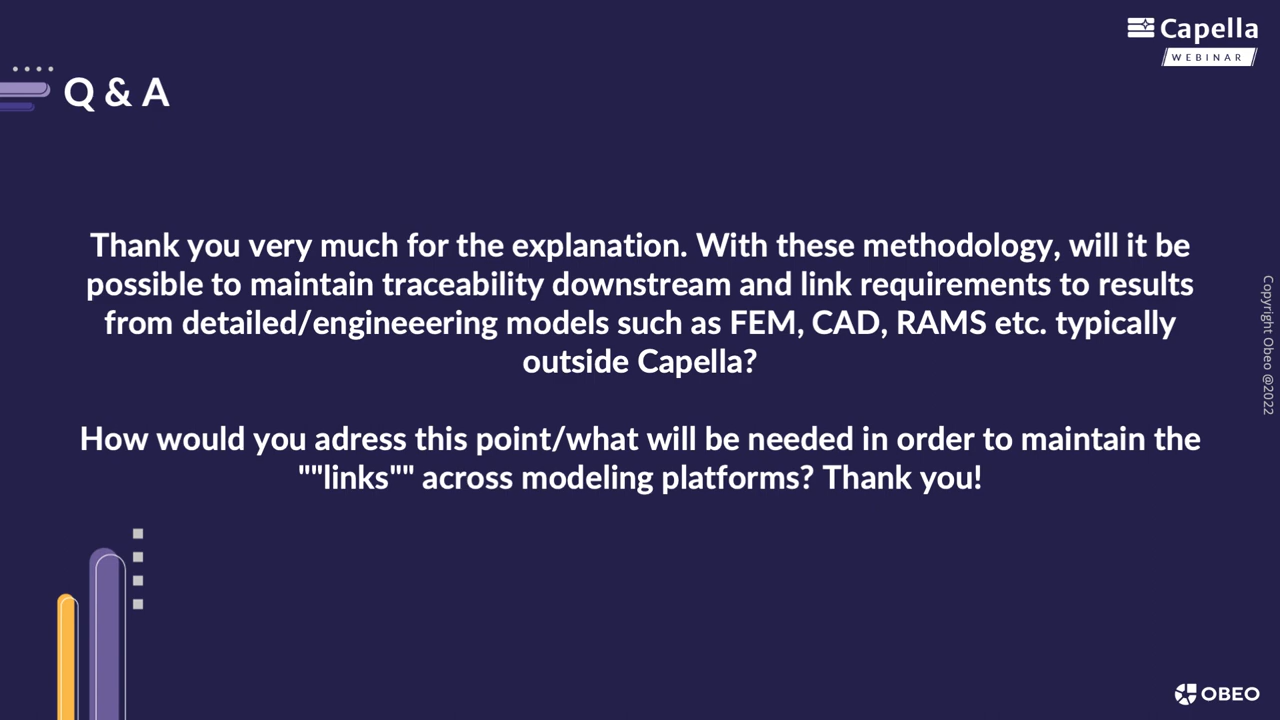 Capella
WEBINAR
Q & A
Thank you very much for the explanation. With these methodology, will it be
possible to maintain traceability downstream and link requirements to results
from detailed/engineeering models such as FEM, CAD, RAMS etc. typically
outside Capella?
How would you adress this point/what will be needed in order to maintain the
""links"" across modeling platforms? Thank you!
Copyright Obeo @2022
OBEO